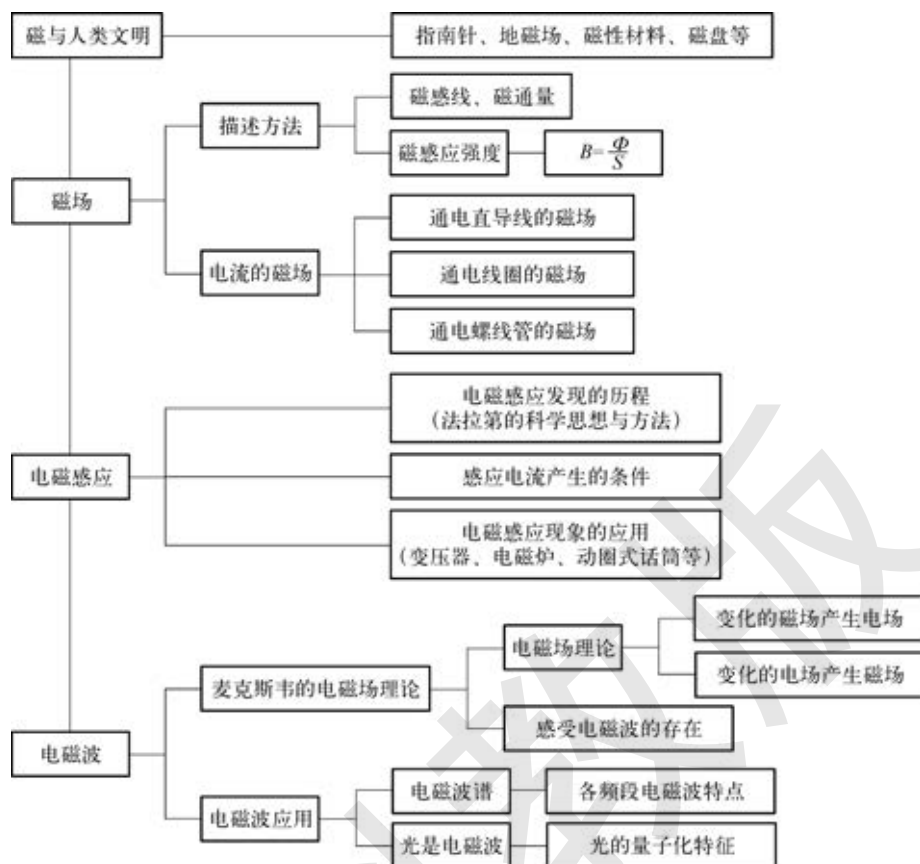 磁与人类文明
指南针、地磁场、磁性材料、磁盘等
磁场
描述方法
磁感线、磁通量
磁感应强度
B=Φ/S
电流的磁场
通电直导线的磁场
通电线圈的磁场
通电螺线管的磁场
电磁感应
电磁感应发现的历程
(法拉第的科学思想与方法)
感应电流产生的条件
电磁感应现象的应用
(变压器、电磁炉、动圈式话筒等)
电磁波
麦克斯韦的电磁场理论
电磁场理论
变化的磁场产生电场
变化的电场产生磁场
感受电磁波的存在
电磁波应用
电磁波谱
各频段电磁波特点
光是电磁波
光的量子化特征
教版